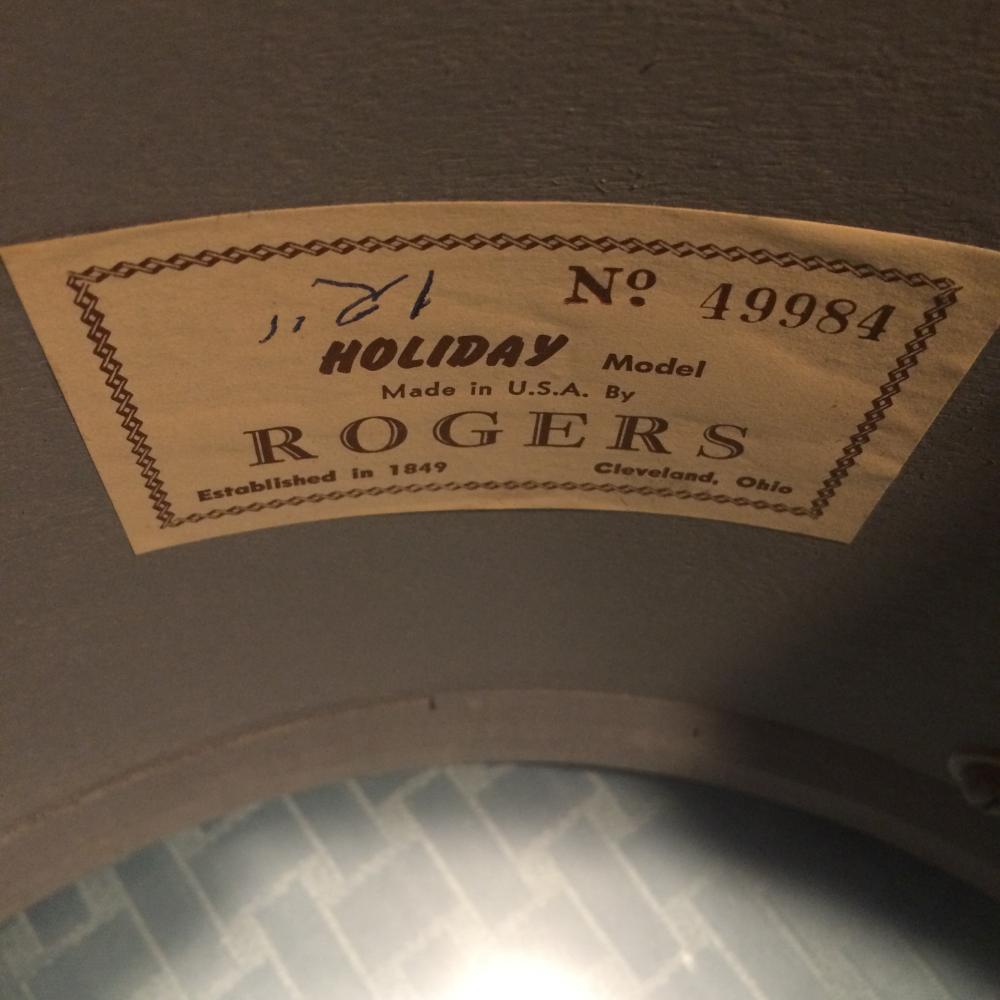 12"
Nº 49984
HOLIDAY Model
Made in U.S.A. By
ROGERS
Established in 1849 Cleveland, Ohio